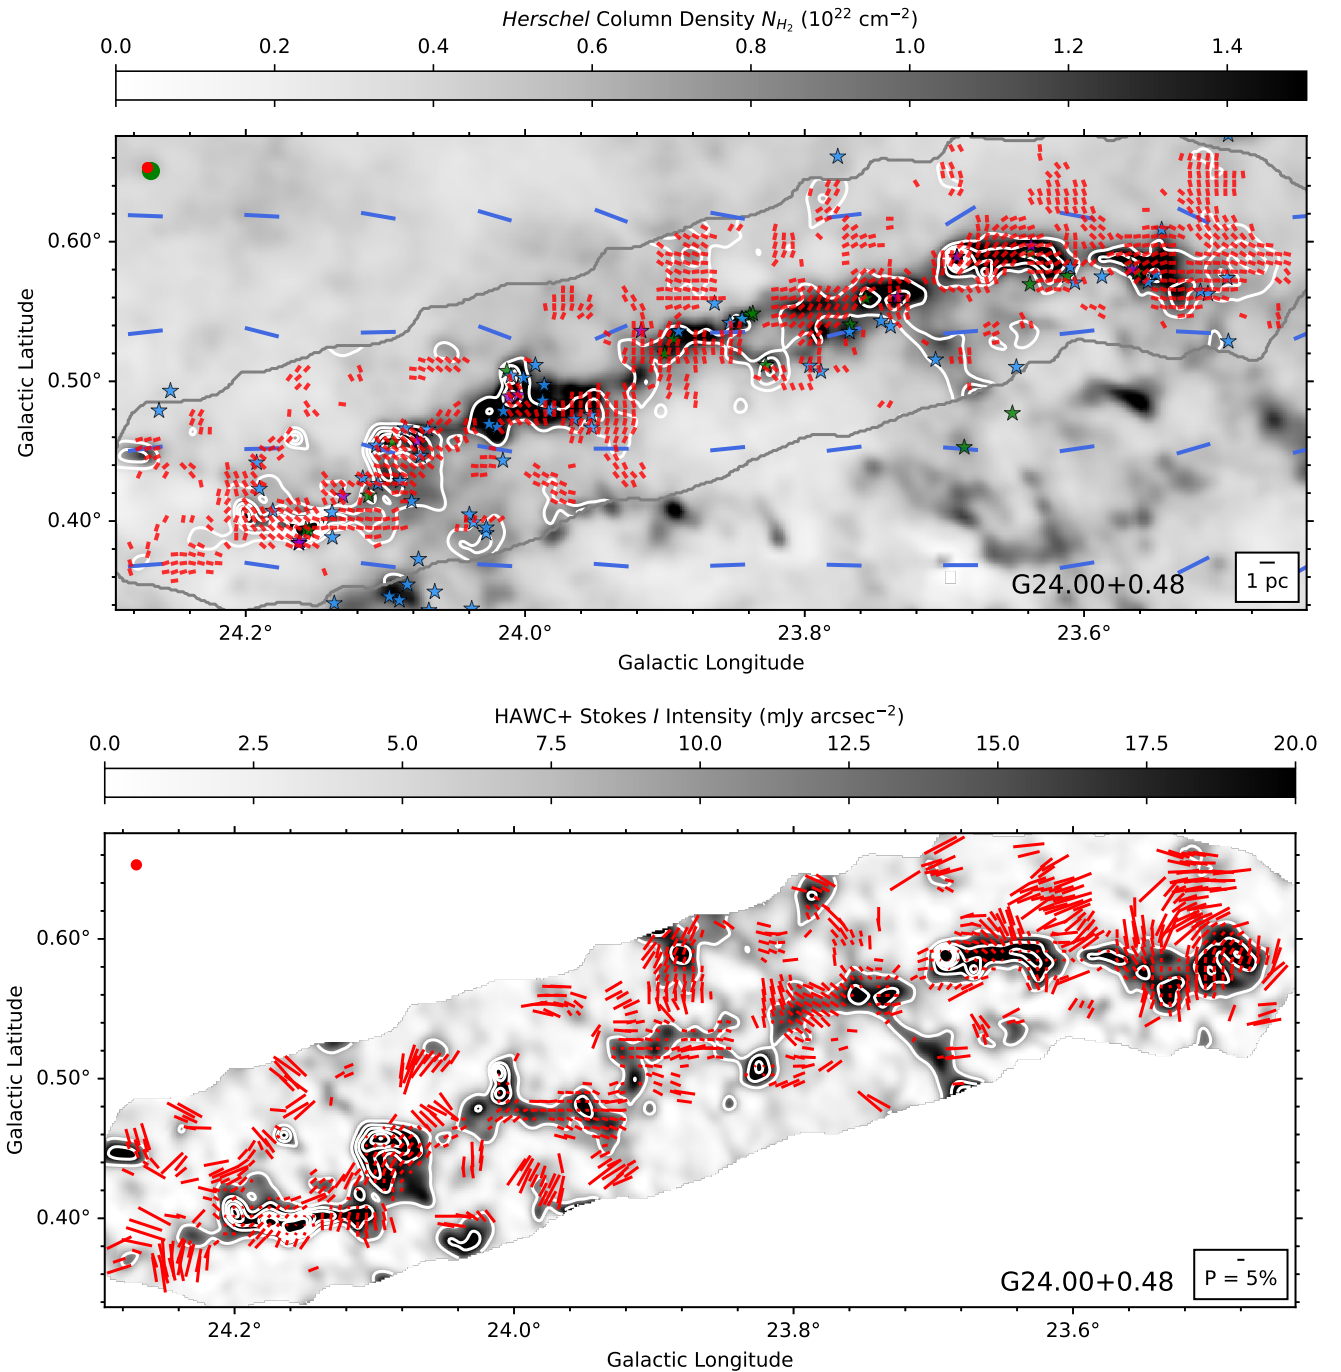 Herschel Column Density N_{H_2} (10^{22} cm^{−2})
0.0 0.2 0.4 0.6 0.8 1.0 1.2 1.4
0.60°
0.50°
0.40°
Galactic Latitude
G24.00+0.48
1 pc
24.2° 24.0° 23.8° 23.6°
Galactic Longitude
HAWC+ Stokes I Intensity (mJy arcsec^{−2})
0.0 2.5 5.0 7.5 10.0 12.5 15.0 17.5 20.0
0.60°
0.50°
0.40°
Galactic Latitude
G24.00+0.48
P = 5%
24.2° 24.0° 23.8° 23.6°
Galactic Longitude